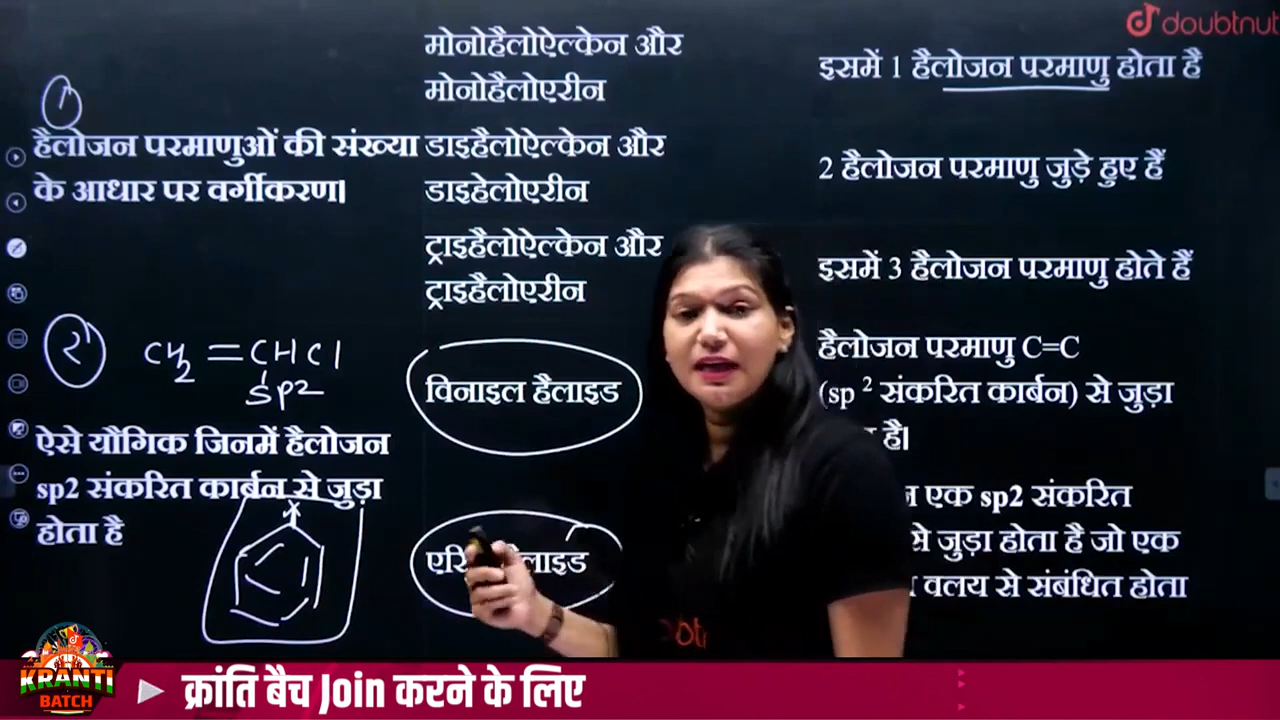 doubtnut
मोनोहैलोऐल्केन और
मोनोहैलोएरीन
इसमें 1 हैलोजन परमाणु होता है
1
हैलोजन परमाणुओं की संख्या
के आधार पर वर्गीकरण।
डाइहैलोऐल्केन और
डाइहेलोएरीन
2 हैलोजन परमाणु जुड़े हुए हैं
ट्राइहैलोऐल्केन और
ट्राइहैलोएरीन
इसमें 3 हैलोजन परमाणु होते हैं
2
CH2 = CHCl
sp2
विनाइल हैलाइड
हैलोजन परमाणु C=C
(sp 2 संकरित कार्बन) से जुड़ा
है।
ऐसे यौगिक जिनमें हैलोजन
sp2 संकरित कार्बन से जुड़ा
होता है
X
एक sp2 संकरित
से जुड़ा होता है जो एक
वलय से संबंधित होता
KRANTI
BATCH
क्रांति बैच Join करने के लिए